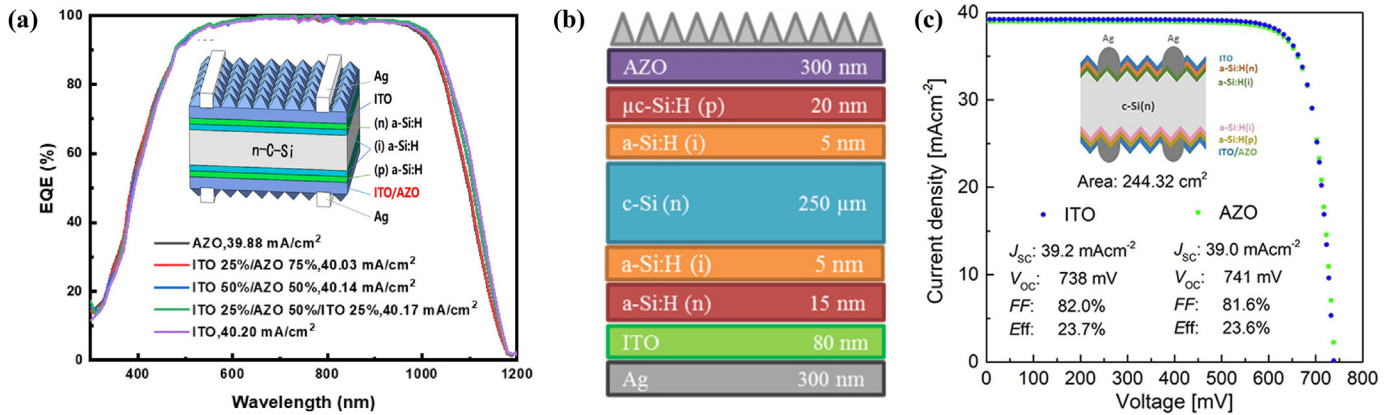 (a)
EQE (%)
100
80
60
40
20
0
400
600
800
1000
1200
Wavelength (nm)
Ag
ITO
(n) a-Si:H
n-C-Si
(i) a-Si:H
(p) a-Si:H
ITO/AZO
Ag
AZO,39.88 mA/cm²
ITO 25%/AZO 75%,40.03 mA/cm²
ITO 50%/AZO 50%,40.14 mA/cm²
ITO 25%/AZO 50%/ITO 25%,40.17 mA/cm²
ITO,40.20 mA/cm²
(b)
AZO 300 nm
µc-Si:H (p) 20 nm
a-Si:H (i) 5 nm
c-Si (n) 250 µm
a-Si:H (i) 5 nm
a-Si:H (n) 15 nm
ITO 80 nm
Ag 300 nm
(c)
Current density [mAcm⁻²]
40
30
20
10
0
0 100 200 300 400 500 600 700 800
Voltage [mV]
Ag Ag
ITO
a-Si:H(n)
a-Si:H(i)
c-Si(n)
a-Si:H(i)
a-Si:H(p)
ITO/AZO
Area: 244.32 cm²
ITO AZO
JSC: 39.2 mAcm⁻² JSC: 39.0 mAcm⁻²
VOC: 738 mV VOC: 741 mV
FF: 82.0% FF: 81.6%
Eff: 23.7% Eff: 23.6%